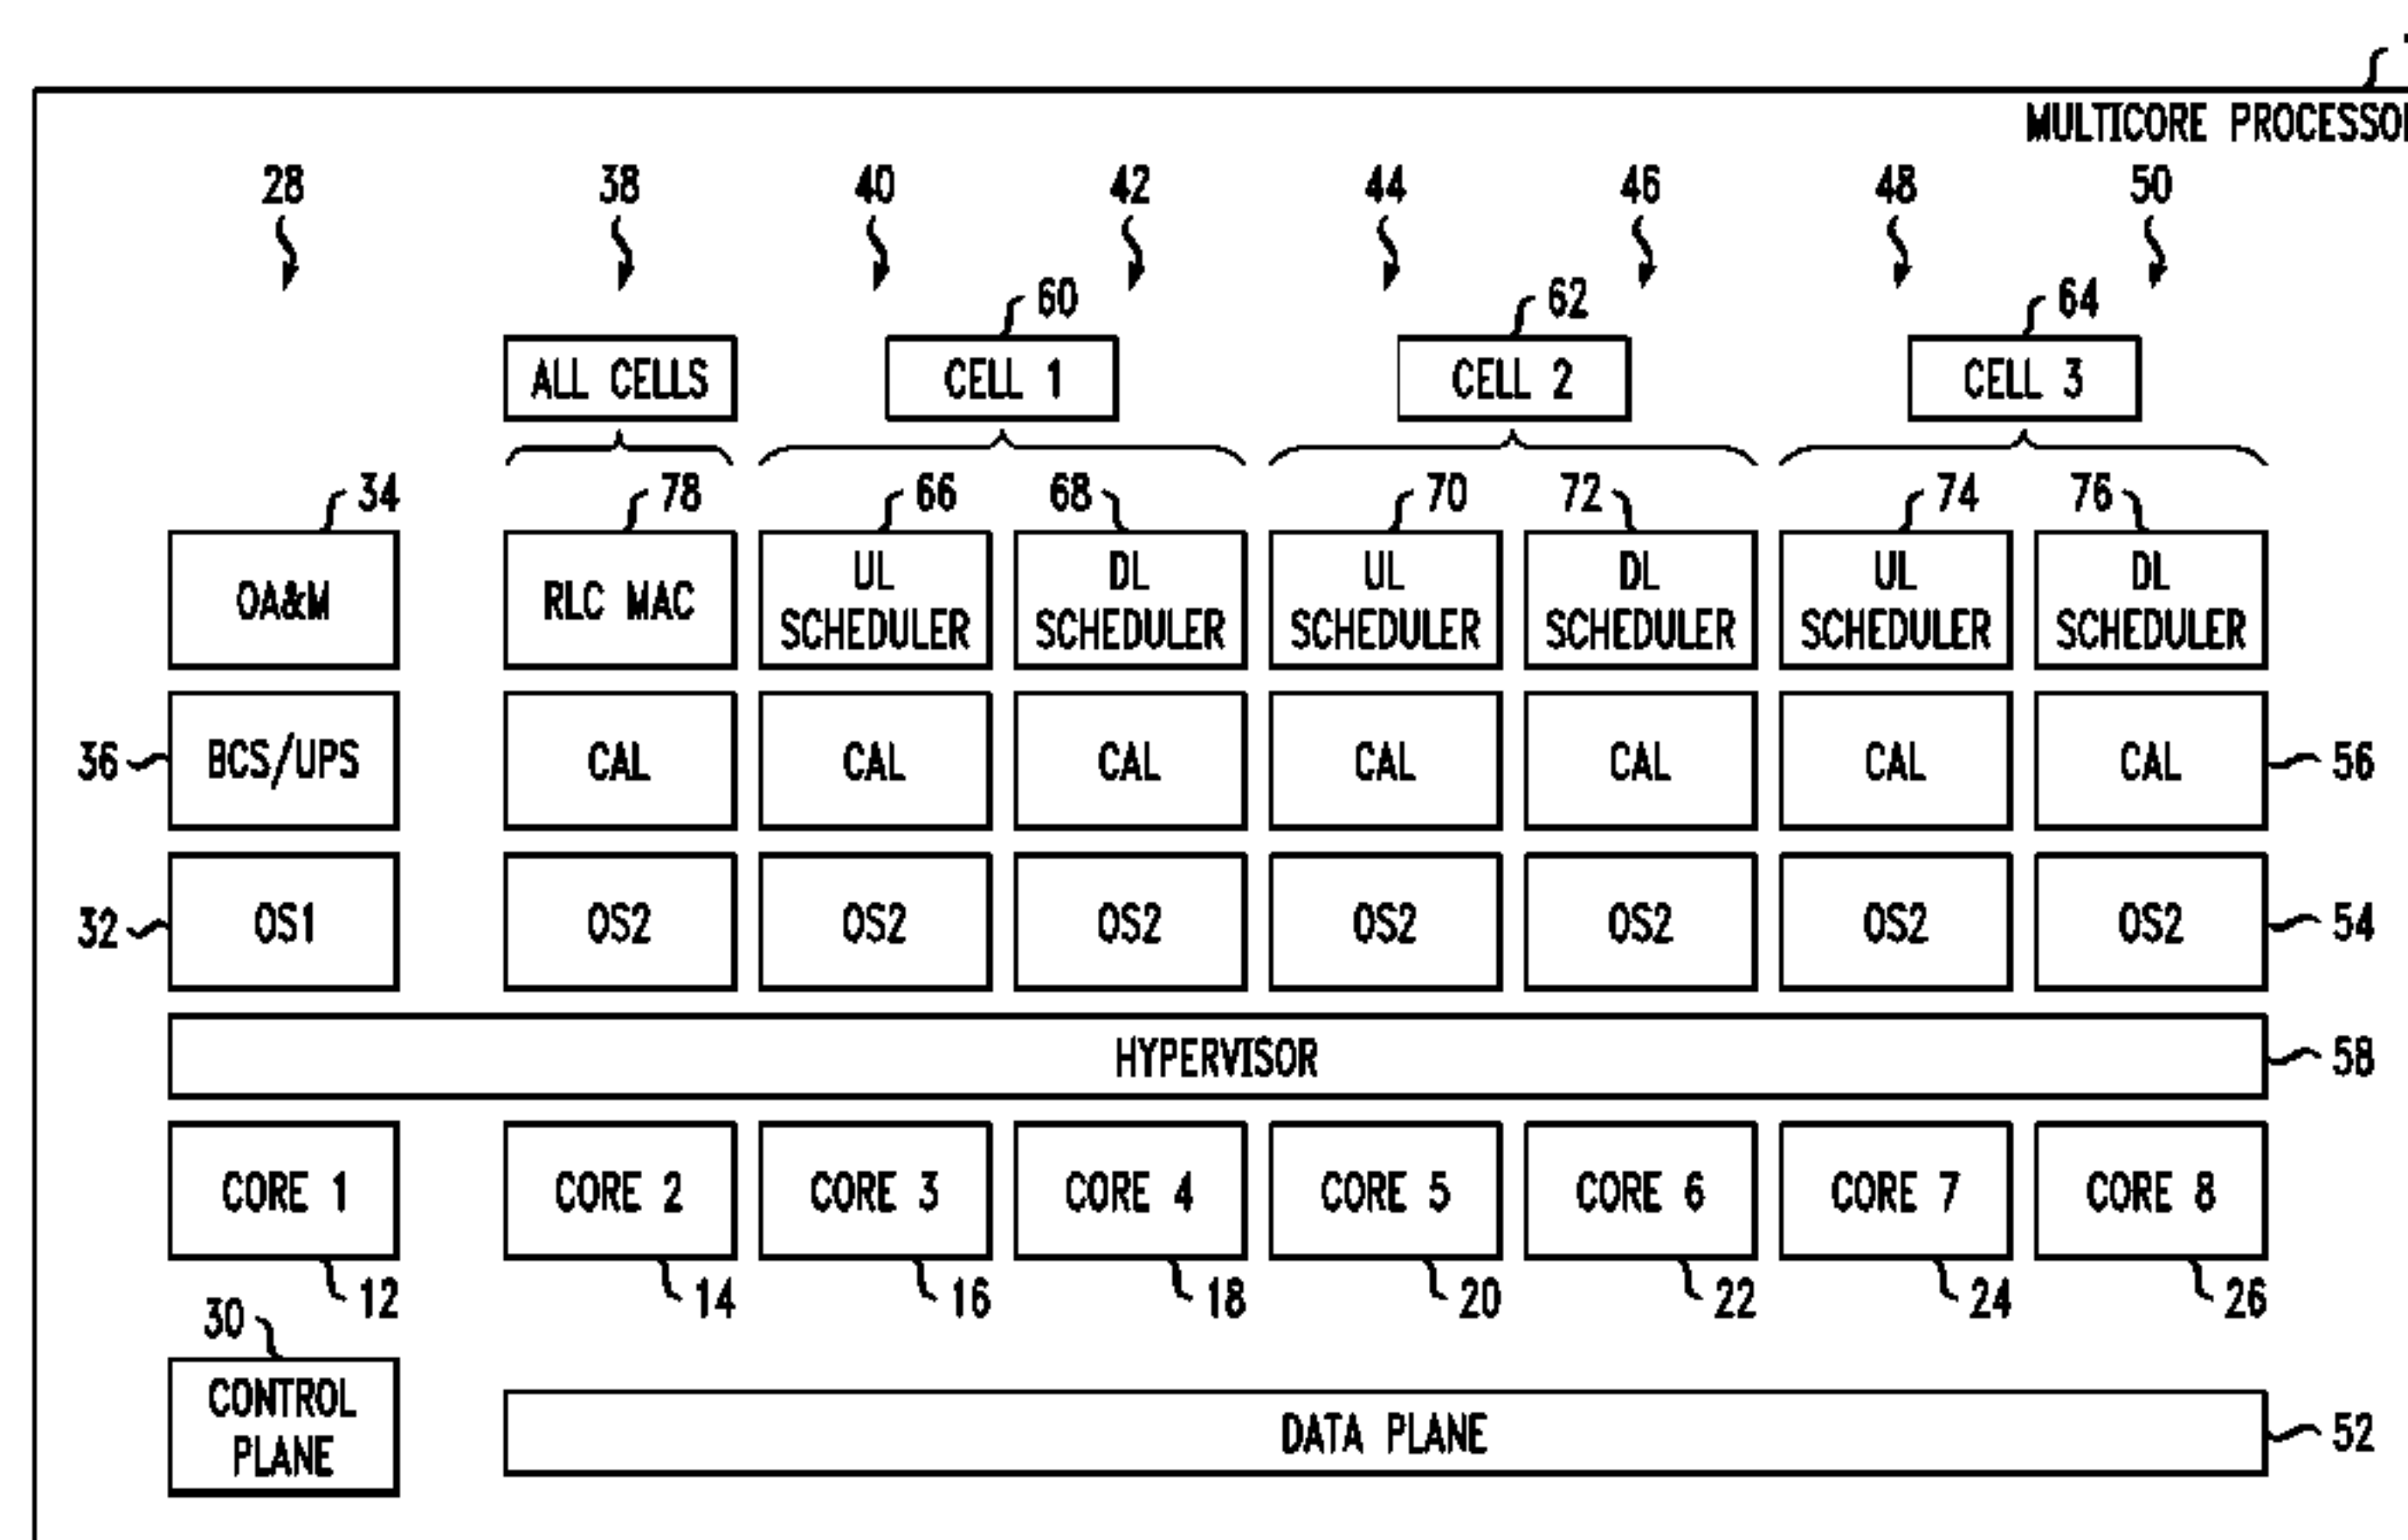 MULTICORE PROCESSOR
28 38 40 42 44 46 48 50
60 62 64
ALL CELLS CELL 1 CELL 2 CELL 3
34 78 66 68 70 72 74 76
OA&M RLC MAC UL SCHEDULER DL SCHEDULER UL SCHEDULER DL SCHEDULER UL SCHEDULER DL SCHEDULER
36 BCS/UPS CAL CAL CAL CAL CAL CAL CAL 56
32 OS1 OS2 OS2 OS2 OS2 OS2 OS2 OS2 54
HYPERVISOR 58
CORE 1 CORE 2 CORE 3 CORE 4 CORE 5 CORE 6 CORE 7 CORE 8
12 14 16 18 20 22 24 26
30
CONTROL PLANE
DATA PLANE 52